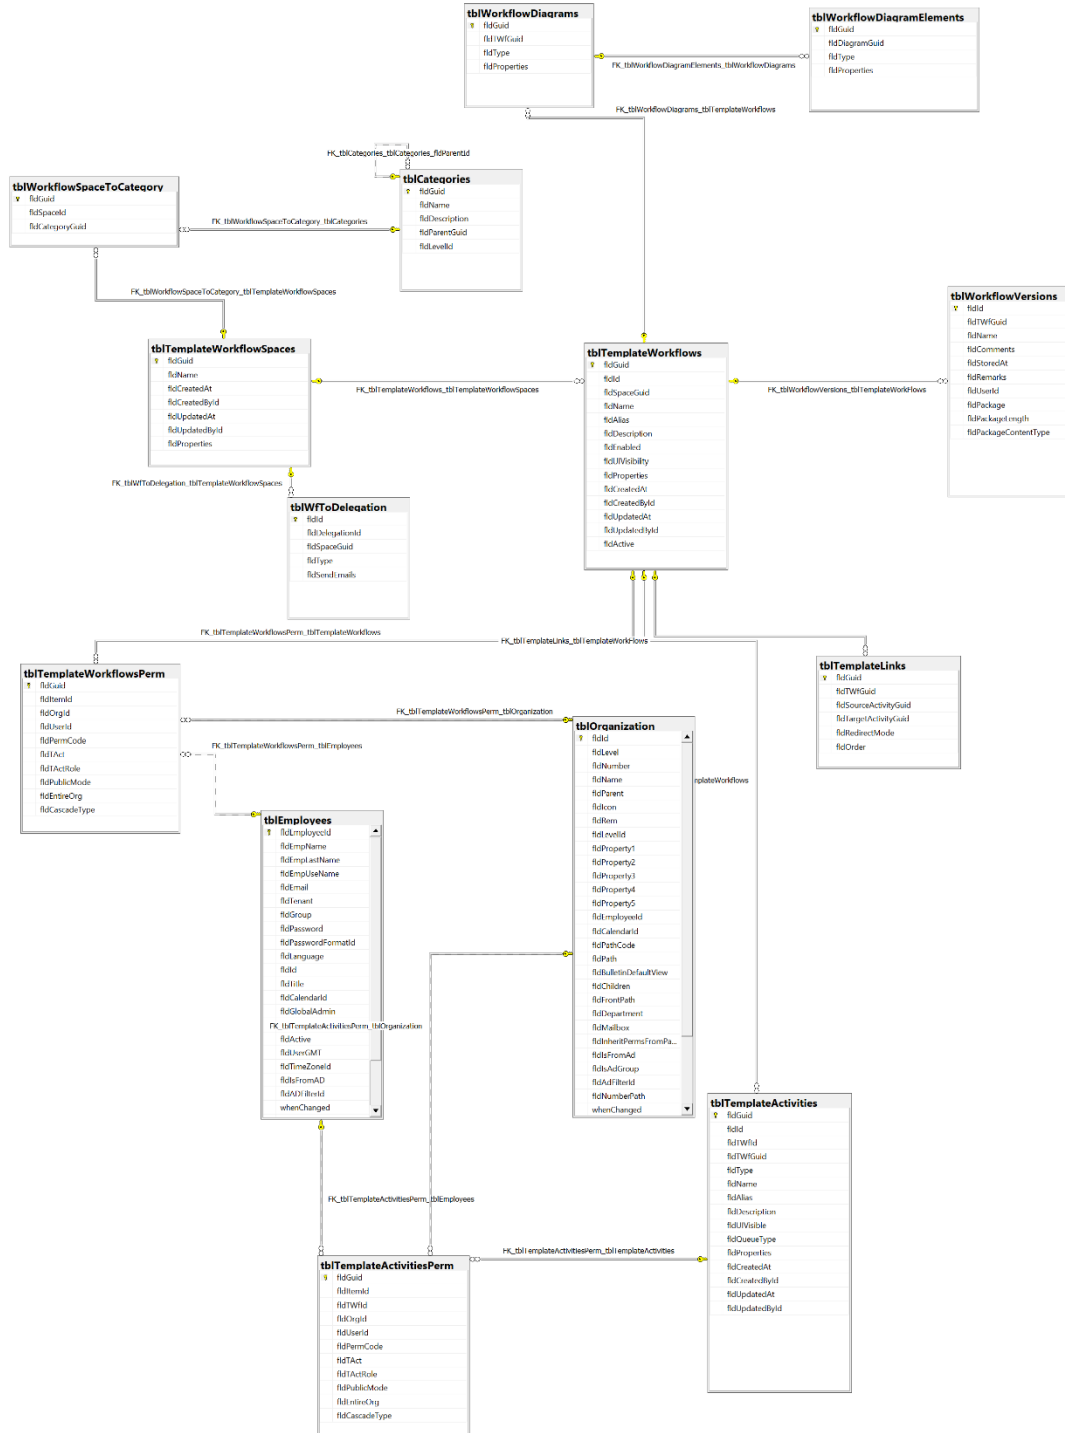 tblWorkflowDiagrams
fldGuid
fldTWfGuid
fldType
fldProperties
tblWorkflowDiagramElements
fldGuid
fldDiagramGuid
fldType
fldProperties
FK_tblWorkflowDiagramElements_tblWorkflowDiagrams
FK_tblWorkflowDiagrams_tblTemplateWorkflows
FK_tblCategories_tblCategories_fldParentId
tblCategories
fldGuid
fldName
fldDescription
fldParentGuid
fldLevelId
tblWorkflowSpaceToCategory
fldGuid
fldSpaceId
fldCategoryGuid
FK_tblWorkflowSpaceToCategory_tblCategories
FK_tblWorkflowSpaceToCategory_tblTemplateWorkflowSpaces
tblTemplateWorkflowSpaces
fldGuid
fldName
fldCreatedAt
fldCreatedById
fldUpdatedAt
fldUpdatedById
fldProperties
FK_tblTemplateWorkflows_tblTemplateWorkflowSpaces
tblTemplateWorkflows
fldGuid
fldId
fldSpaceGuid
fldName
fldAlias
fldDescription
fldEnabled
fldUIVisibility
fldProperties
fldCreatedAt
fldCreatedById
fldUpdatedAt
fldUpdatedById
fldActive
FK_tblWorkflowVersions_tblTemplateWorkFlows
tblWorkflowVersions
fldId
fldTWfGuid
fldName
fldComments
fldStoredAt
fldRemarks
fldUserId
fldPackage
fldPackageLength
fldPackageContentType
FK_tblWfToDelegation_tblTemplateWorkflowSpaces
tblWfToDelegation
fldId
fldDelegationId
fldSpaceGuid
fldType
fldSendEmails
FK_tblTemplateWorkflowsPerm_tblTemplateWorkflows
FK_tblTemplateLinks_tblTemplateWorkFlows
tblTemplateWorkflowsPerm
fldGuid
fldItemId
fldOrgId
fldUserId
fldPermCode
fldTAct
fldTActRole
fldPublicMode
fldEntireOrg
fldCascadeType
tblTemplateLinks
fldGuid
fldTWfGuid
fldSourceActivityGuid
fldTargetActivityGuid
fldRedirectMode
fldOrder
FK_tblTemplateWorkflowsPerm_tblOrganization
FK_tblTemplateWorkflowsPerm_tblEmployees
tblOrganization
fldId
fldLevel
fldNumber
fldName
fldParent
fldIcon
fldRem
fldLevelId
fldProperty1
fldProperty2
fldProperty3
fldProperty4
fldProperty5
fldEmployeeId
fldCalendarId
fldPathCode
fldPath
fldBulletinDefaultView
fldChildren
fldFrontPath
fldDepartment
fldMailbox
fldInheritPermsFromPa...
fldIsFromAd
fldIsAdGroup
fldAdFilterId
fldNumberPath
whenChanged
mplateWorkflows
tblEmployees
fldEmployeeId
fldEmpName
fldEmpLastName
fldEmpUseName
fldEmail
fldTenant
fldGroup
fldPassword
fldPasswordFormatId
fldLanguage
fldId
fldTitle
fldCalendarId
fldGlobalAdmin
FK_tblTemplateActivitiesPerm_tblOrganization
fldActive
fldUserGMT
fldTimeZoneId
fldIsFromAD
fldADFilterId
whenChanged
tblTemplateActivities
fldGuid
fldId
fldTWfId
fldTWfGuid
fldType
fldName
fldAlias
fldDescription
fldUIVisible
fldQueueType
fldProperties
fldCreatedAt
fldCreatedById
fldUpdatedAt
fldUpdatedById
FK_tblTemplateActivitiesPerm_tblEmployees
FK_tblTemplateActivitiesPerm_tblTemplateActivities
tblTemplateActivitiesPerm
fldGuid
fldItemId
fldTWfId
fldOrgId
fldUserId
fldPermCode
fldTAct
fldTActRole
fldPublicMode
fldEntireOrg
fldCascadeType